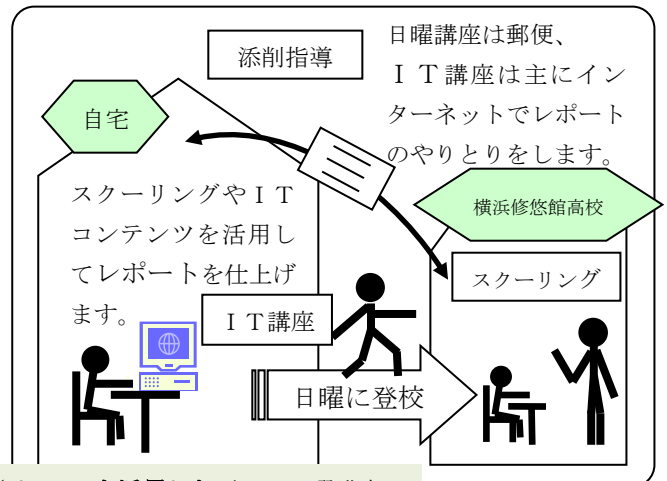 添削指導
日曜講座は郵便、
ＩＴ講座は主にイン
ターネットでレポート
のやりとりをします。
自宅
横浜修悠館高校
スクーリングやＩＴ
コンテンツを活用し
てレポートを仕上げ
ます。
スクーリング
ＩＴ講座
日曜に登校